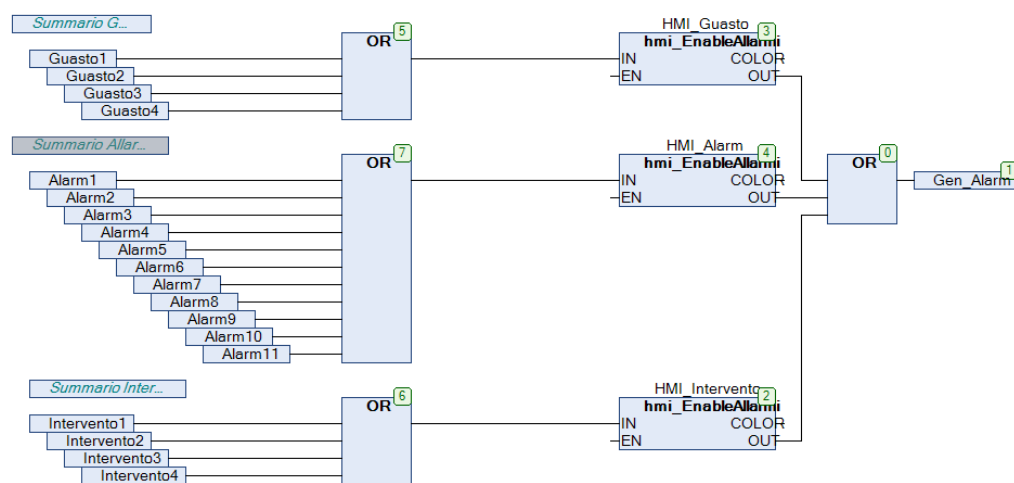 Summario G...
Guasto1
Guasto2
Guasto3
Guasto4
OR
5
HMI_Guasto
3
hmi_EnableAllarmi
IN
COLOR
EN
OUT
Summario Allar...
Alarm1
Alarm2
Alarm3
Alarm4
Alarm5
Alarm6
Alarm7
Alarm8
Alarm9
Alarm10
Alarm11
OR
7
HMI_Alarm
4
hmi_EnableAllarmi
IN
COLOR
EN
OUT
OR
0
Gen_Alarm
1
Summario Inter...
Intervento1
Intervento2
Intervento3
Intervento4
OR
6
HMI_Intervento
2
hmi_EnableAllarmi
IN
COLOR
EN
OUT